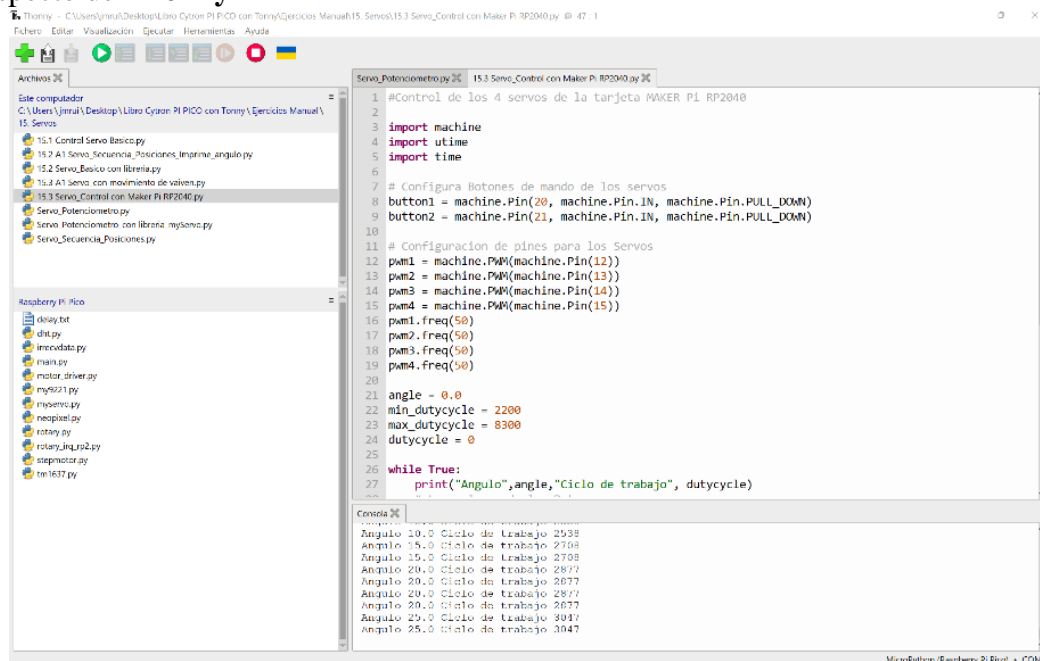 Thonny - C:\Users\jmrui\Desktop\Libro Cytron PI PICO con Tonny\Ejercicios Manual\15. Servos\15.3 Servo_Control con Maker Pi RP2040.py @ 47 : 1
Fichero Editar Visualización Ejecutar Herramientas Ayuda
Archivos
Este computador
C:\Users\jmrui\Desktop\Libro Cytron PI PICO con Tonny\Ejercicios Manual\
15. Servos
15.1 Control Servo Basico.py
15.2 A1 Servo_Secuencia_Posiciones_Imprime_angulo.py
15.2 Servo_Basico con libreria.py
15.3 A1 Servo_con movimiento de vaiven.py
15.3 Servo_Control con Maker Pi RP2040.py
Servo_Potenciometro.py
Servo_Potenciometro_con libreria_myServo.py
Servo_Secuencia_Posiciones.py
Raspberry Pi Pico
delay.txt
dht.py
irrecvdata.py
main.py
motor_driver.py
my9221.py
myservo.py
neopixel.py
rotary.py
rotary_irq_rp2.py
stepmotor.py
tm1637.py
Servo_Potenciometro.py 15.3 Servo_Control con Maker Pi RP2040.py
1 #Control de los 4 servos de la tarjeta MAKER Pi RP2040
2
3 import machine
4 import utime
5 import time
6
7 # Configura Botones de mando de los servos
8 button1 = machine.Pin(20, machine.Pin.IN, machine.Pin.PULL_DOWN)
9 button2 = machine.Pin(21, machine.Pin.IN, machine.Pin.PULL_DOWN)
10
11 # Configuracion de pines para los Servos
12 pwm1 = machine.PWM(machine.Pin(12))
13 pwm2 = machine.PWM(machine.Pin(13))
14 pwm3 = machine.PWM(machine.Pin(14))
15 pwm4 = machine.PWM(machine.Pin(15))
16 pwm1.freq(50)
17 pwm2.freq(50)
18 pwm3.freq(50)
19 pwm4.freq(50)
20
21 angle = 0.0
22 min_dutycycle = 2200
23 max_dutycycle = 8300
24 dutycycle = 0
25
26 while True:
27 print("Angulo",angle,"Ciclo de trabajo", dutycycle)
Consola
Angulo 10.0 Ciclo de trabajo 2538
Angulo 15.0 Ciclo de trabajo 2708
Angulo 15.0 Ciclo de trabajo 2708
Angulo 20.0 Ciclo de trabajo 2877
Angulo 20.0 Ciclo de trabajo 2877
Angulo 20.0 Ciclo de trabajo 2877
Angulo 20.0 Ciclo de trabajo 2877
Angulo 25.0 Ciclo de trabajo 3047
Angulo 25.0 Ciclo de trabajo 3047
MicroPython (Raspberry Pi Pico)